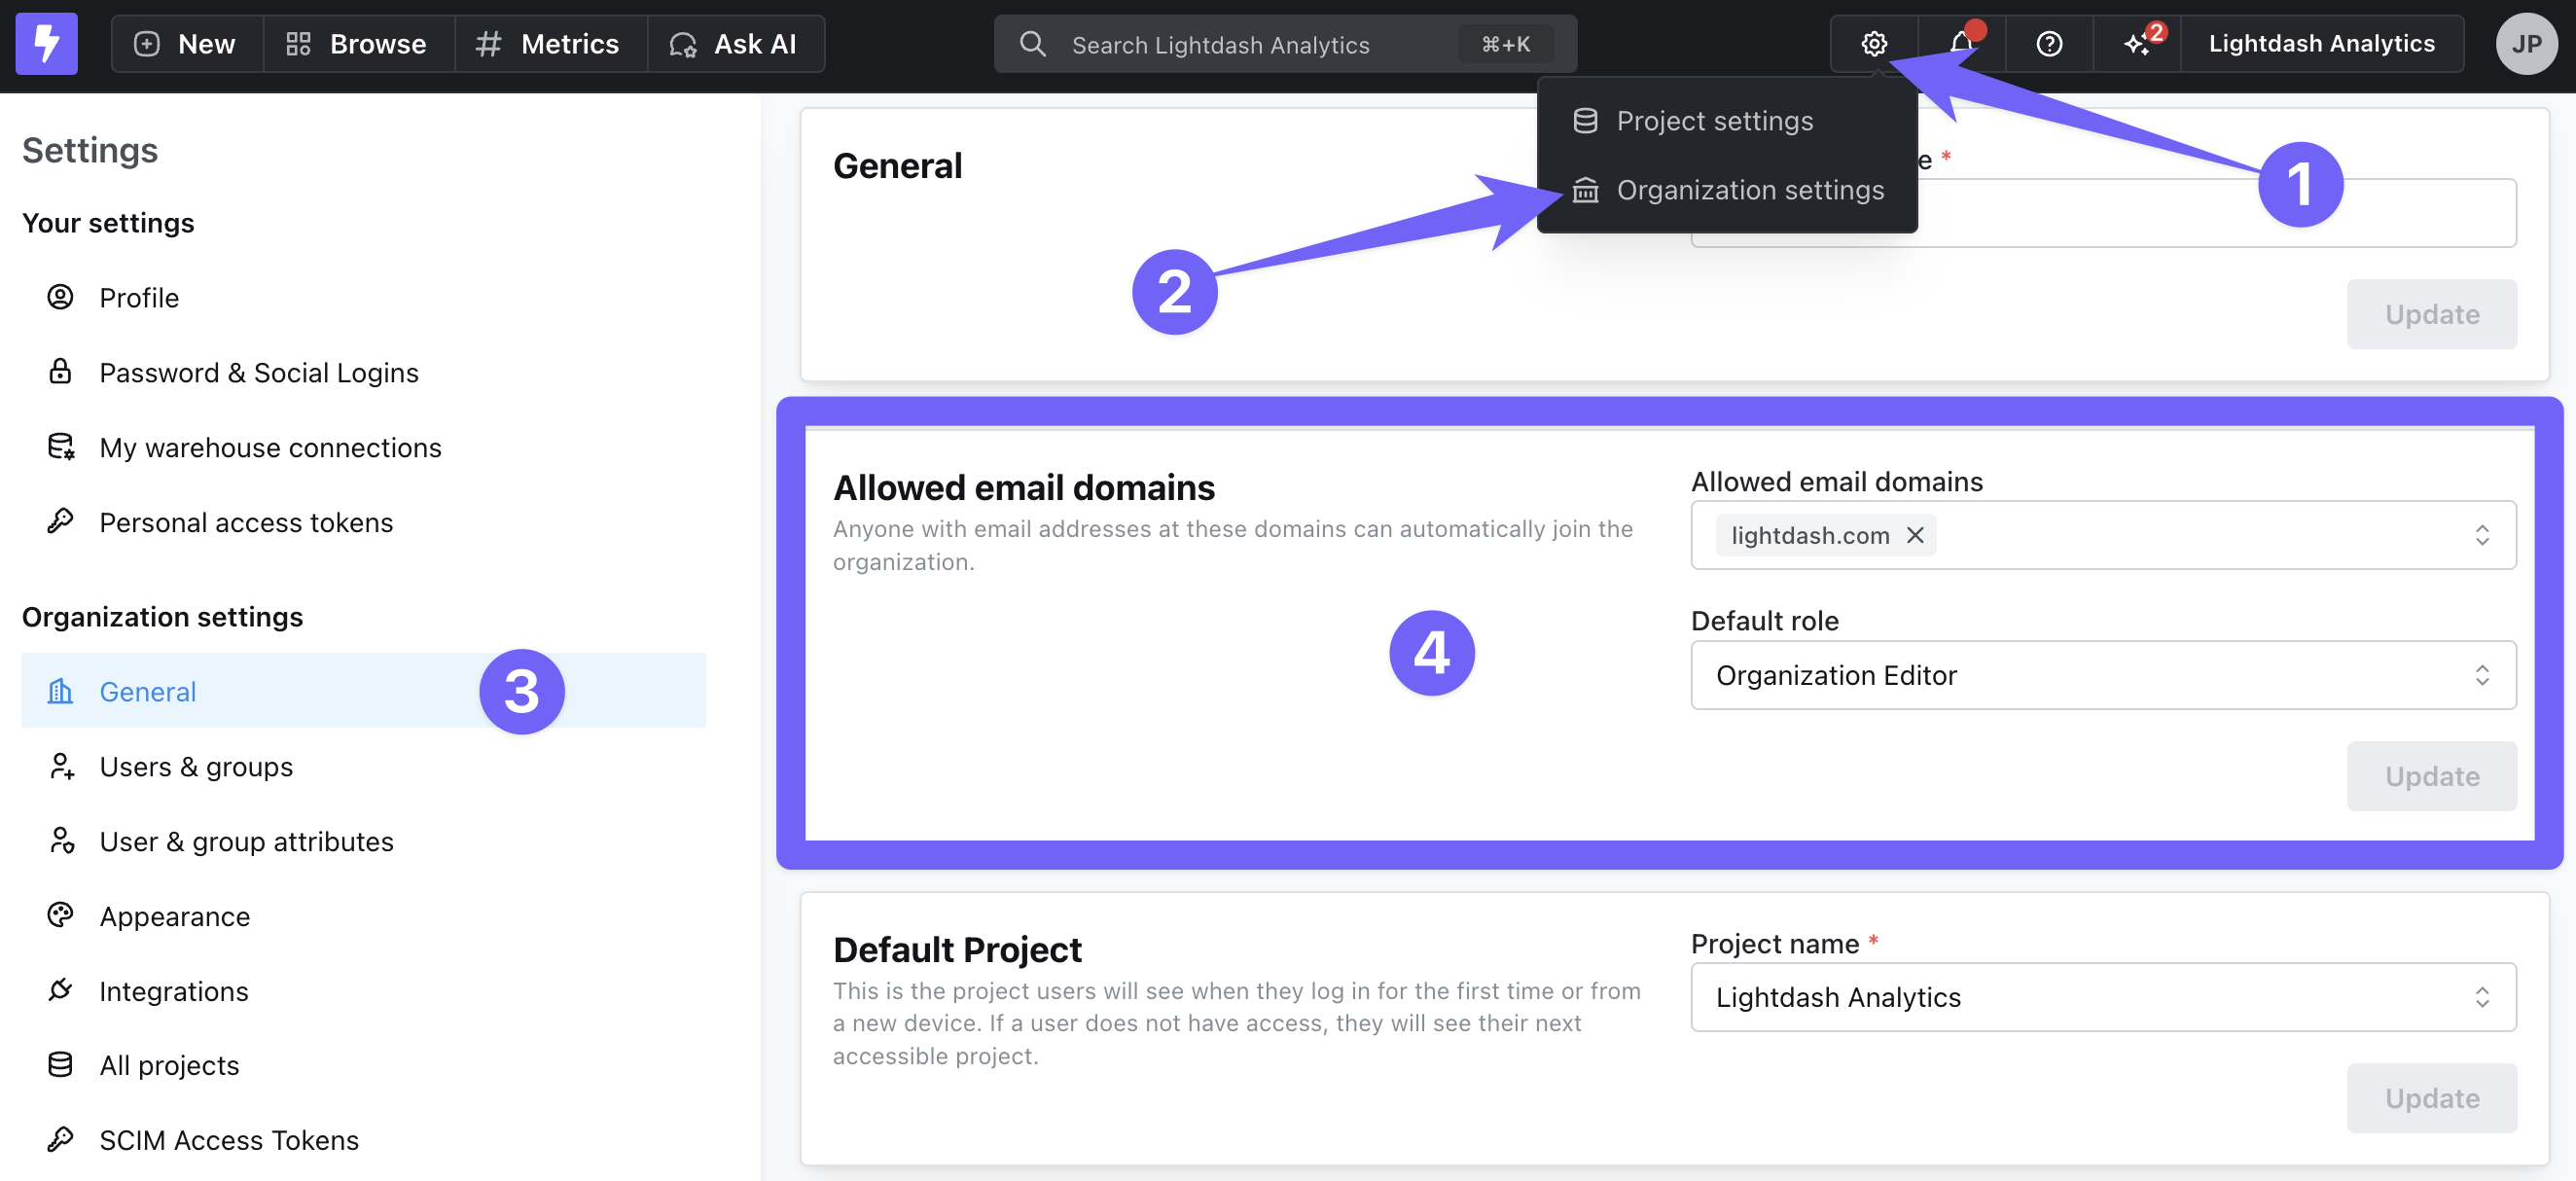 New
Browse
Metrics
Ask AI
Search Lightdash Analytics
⌘+K
2
Lightdash Analytics
JP
Project settings
Organization settings
1
2
Settings
Your settings
Profile
Password & Social Logins
My warehouse connections
Personal access tokens
Organization settings
General
3
Users & groups
User & group attributes
Appearance
Integrations
All projects
SCIM Access Tokens
General
e *
Update
Allowed email domains
Anyone with email addresses at these domains can automatically join the
organization.
4
Allowed email domains
lightdash.com
Default role
Organization Editor
Update
Default Project
This is the project users will see when they log in for the first time or from
a new device. If a user does not have access, they will see their next
accessible project.
Project name *
Lightdash Analytics
Update